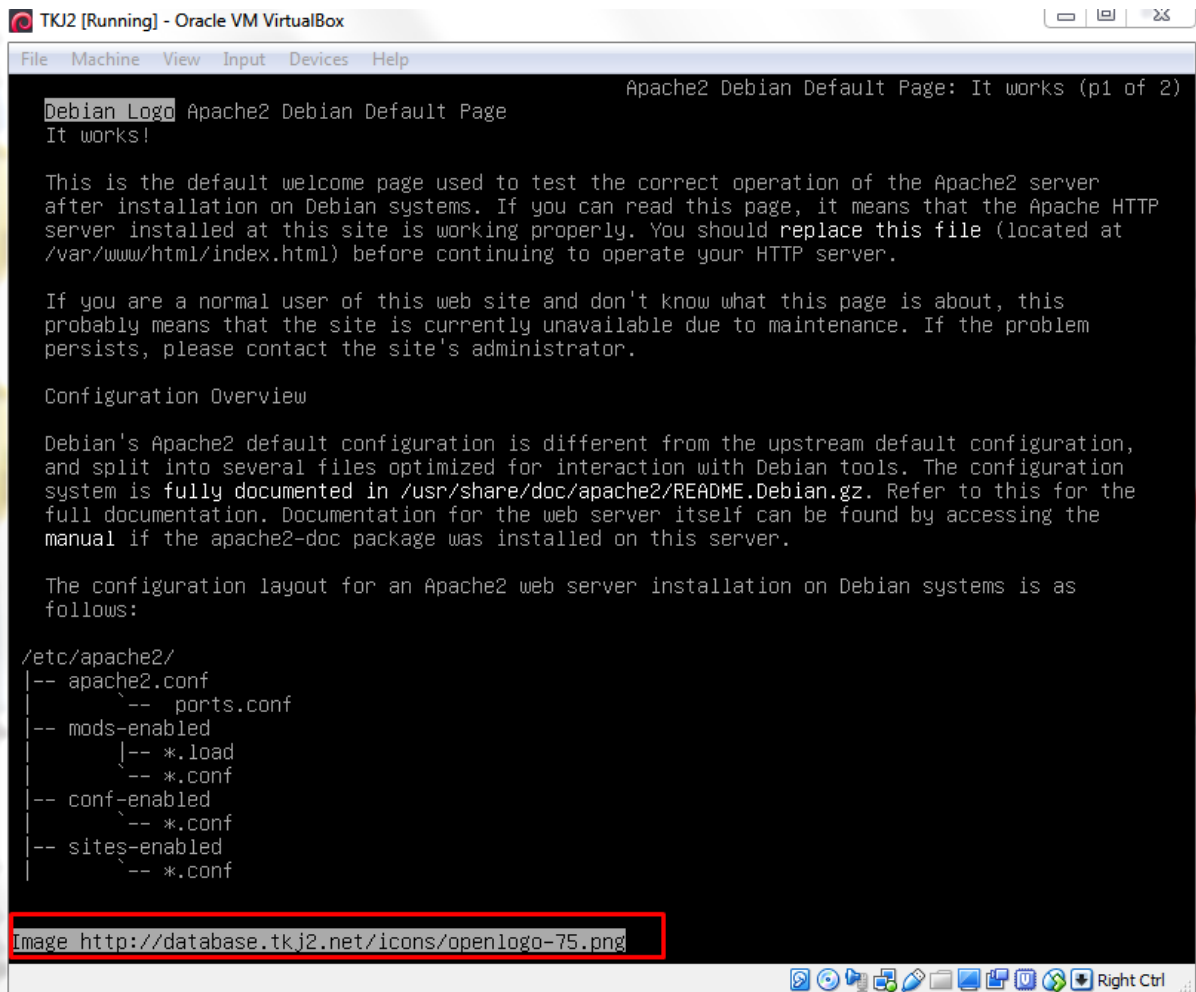 TKJ2 [Running] - Oracle VM VirtualBox
File Machine View Input Devices Help
Apache2 Debian Default Page: It works (p1 of 2)
Debian Logo Apache2 Debian Default Page
It works!
This is the default welcome page used to test the correct operation of the Apache2 server
after installation on Debian systems. If you can read this page, it means that the Apache HTTP
server installed at this site is working properly. You should replace this file (located at
/var/www/html/index.html) before continuing to operate your HTTP server.
If you are a normal user of this web site and don't know what this page is about, this
probably means that the site is currently unavailable due to maintenance. If the problem
persists, please contact the site's administrator.
Configuration Overview
Debian's Apache2 default configuration is different from the upstream default configuration,
and split into several files optimized for interaction with Debian tools. The configuration
system is fully documented in /usr/share/doc/apache2/README.Debian.gz. Refer to this for the
full documentation. Documentation for the web server itself can be found by accessing the
manual if the apache2-doc package was installed on this server.
The configuration layout for an Apache2 web server installation on Debian systems is as
follows:
/etc/apache2/
|-- apache2.conf
|       `--  ports.conf
|-- mods-enabled
|       |-- *.load
|       `-- *.conf
|-- conf-enabled
|       `-- *.conf
|-- sites-enabled
|       `-- *.conf
Image http://database.tkj2.net/icons/openlogo-75.png
Right Ctrl